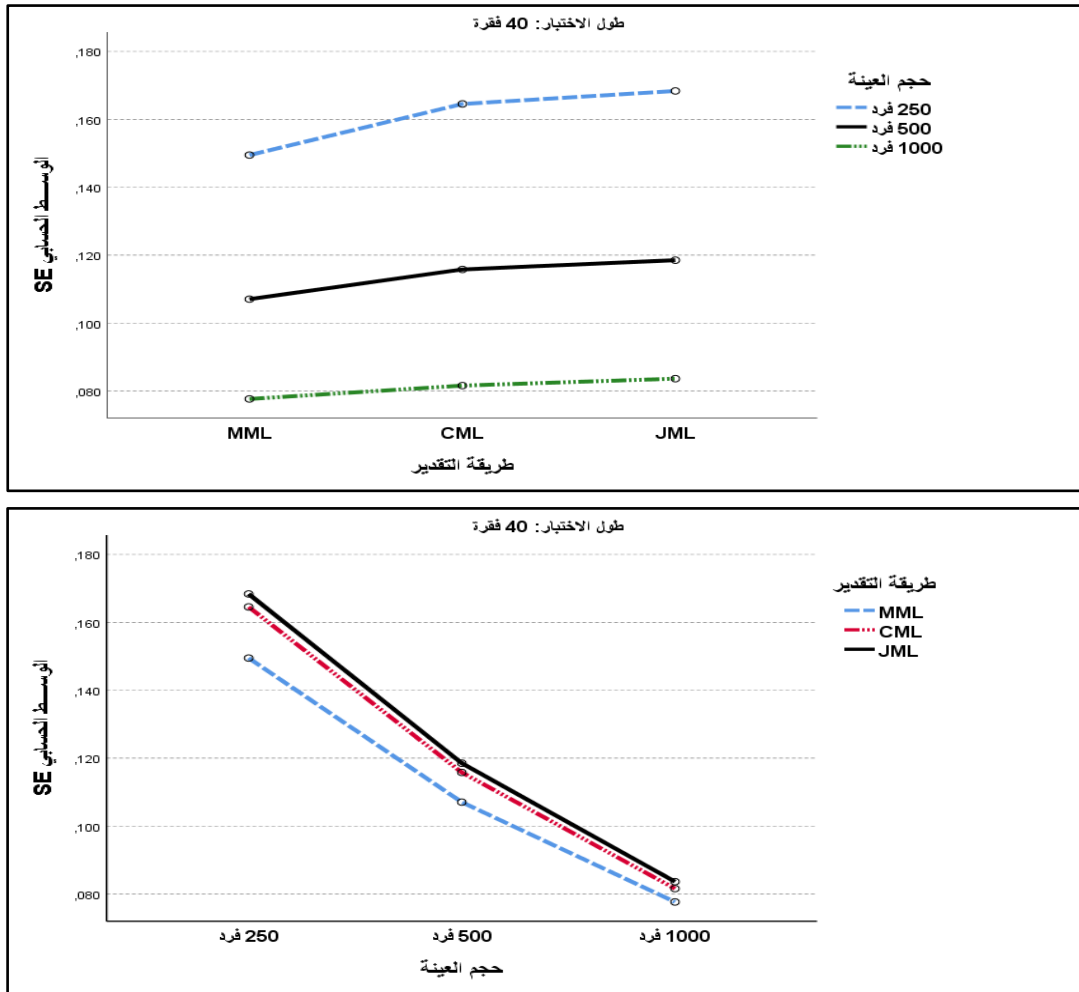 طول الاختبار: 40 فقرة
,180
,160
,140
,120
,100
,080
الوسط الحسابي SE
MML
CML
JML
طريقة التقدير
حجم العينة
250 فرد
500 فرد
1000 فرد
طول الاختبار: 40 فقرة
,180
,160
,140
,120
,100
,080
الوسط الحسابي SE
250 فرد
500 فرد
1000 فرد
حجم العينة
طريقة التقدير
MML
CML
JML